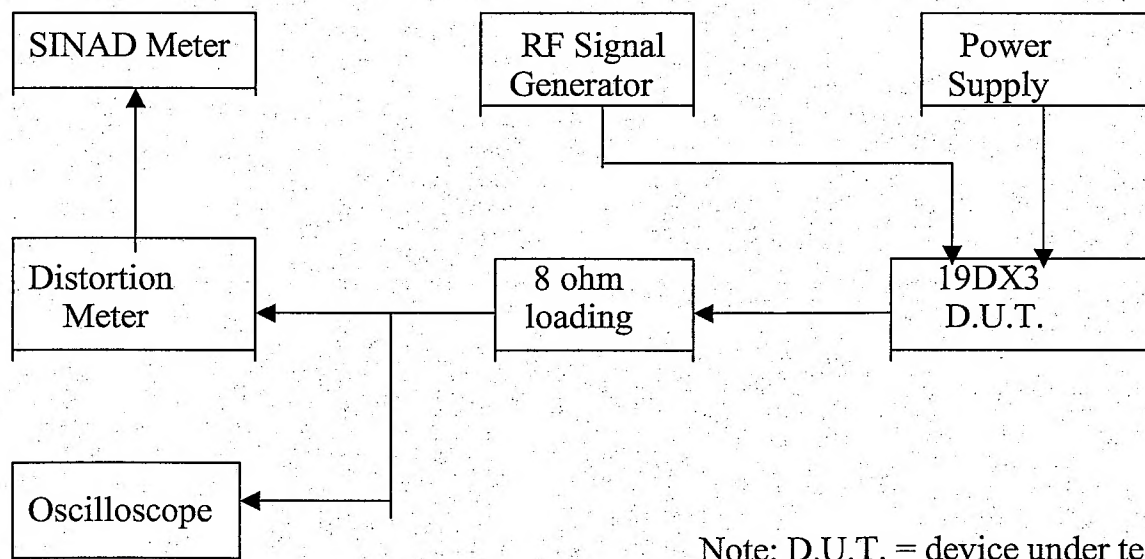 SINAD Meter
RF Signal
Generator
Power
Supply
Distortion
Meter
8 ohm
loading
19DX3
D.U.T.
Oscilloscope
Note: D.U.T. = device under te